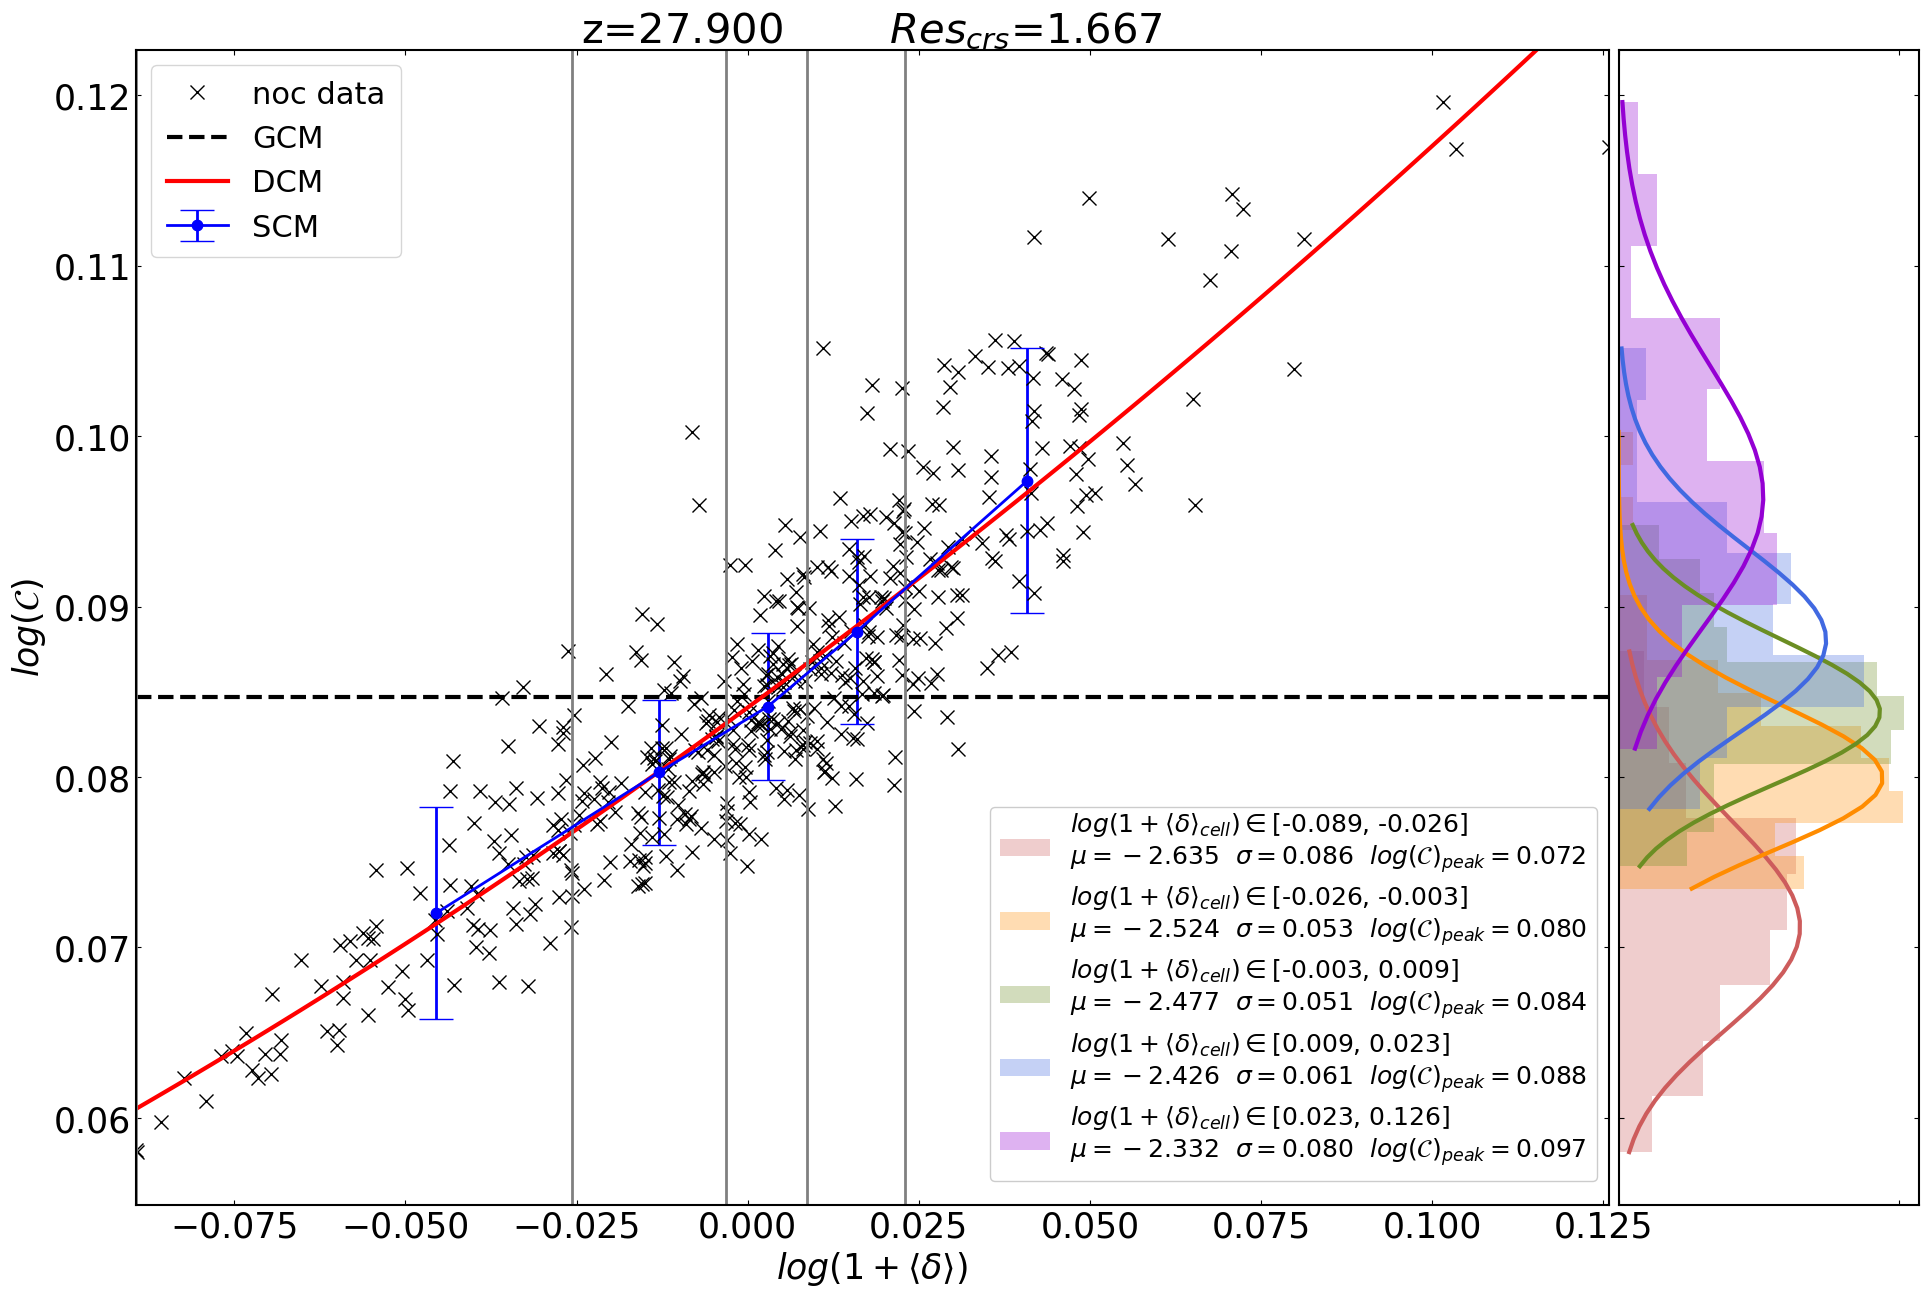 z=27.900 Res_crs=1.667
noc data
GCM
DCM
SCM
0.12
0.11
0.10
0.09
0.08
0.07
0.06
log(𝒞)
log(1 + ⟨δ⟩_cell) ∈ [-0.089, -0.026]
μ = −2.635 σ = 0.086 log(𝒞)_peak = 0.072
log(1 + ⟨δ⟩_cell) ∈ [-0.026, -0.003]
μ = −2.524 σ = 0.053 log(𝒞)_peak = 0.080
log(1 + ⟨δ⟩_cell) ∈ [-0.003, 0.009]
μ = −2.477 σ = 0.051 log(𝒞)_peak = 0.084
log(1 + ⟨δ⟩_cell) ∈ [0.009, 0.023]
μ = −2.426 σ = 0.061 log(𝒞)_peak = 0.088
log(1 + ⟨δ⟩_cell) ∈ [0.023, 0.126]
μ = −2.332 σ = 0.080 log(𝒞)_peak = 0.097
−0.075 −0.050 −0.025 0.000 0.025 0.050 0.075 0.100 0.125
log(1 + ⟨δ⟩)